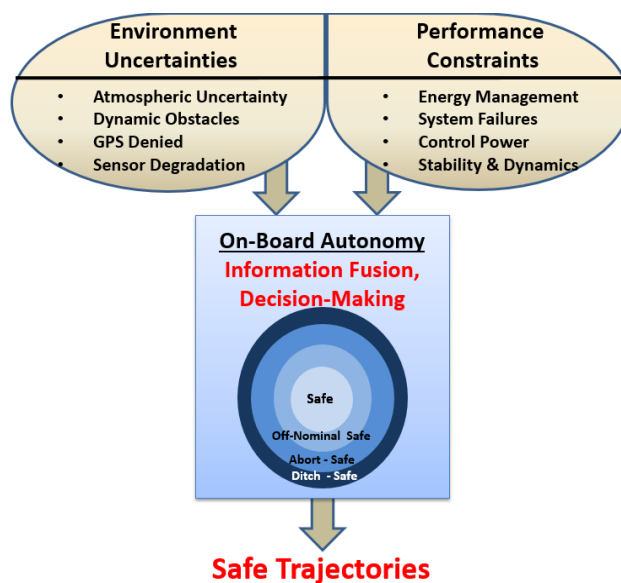 Environment
Uncertainties
• Atmospheric Uncertainty
• Dynamic Obstacles
• GPS Denied
• Sensor Degradation
Performance
Constraints
• Energy Management
• System Failures
• Control Power
• Stability & Dynamics
On-Board Autonomy
Information Fusion,
Decision-Making
Safe
Off-Nominal Safe
Abort - Safe
Ditch - Safe
Safe Trajectories